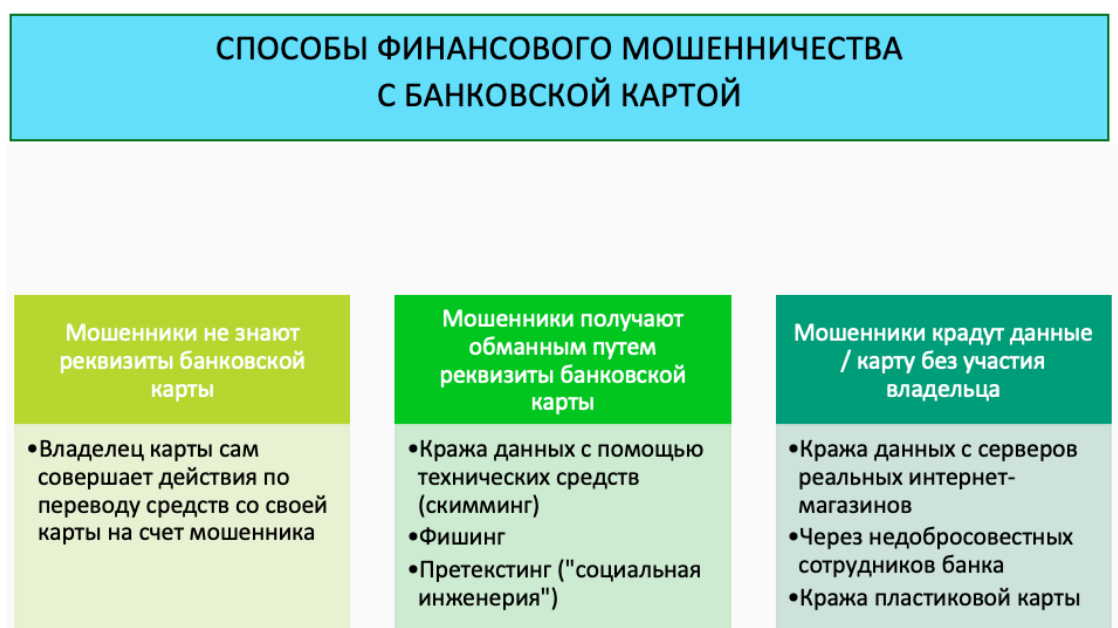 СПОСОБЫ ФИНАНСОВОГО МОШЕННИЧЕСТВА
С БАНКОВСКОЙ КАРТОЙ
Мошенники не знают
реквизиты банковской
карты
•Владелец карты сам
совершает действия по
переводу средств со своей
карты на счет мошенника
Мошенники получают
обманным путем
реквизиты банковской
карты
•Кража данных с помощью
технических средств
(скимминг)
•Фишинг
•Претекстинг ("социальная
инженерия")
Мошенники крадут данные
/ карту без участия
владельца
•Кража данных с серверов
реальных интернет-
магазинов
•Через недобросовестных
сотрудников банка
•Кража пластиковой карты